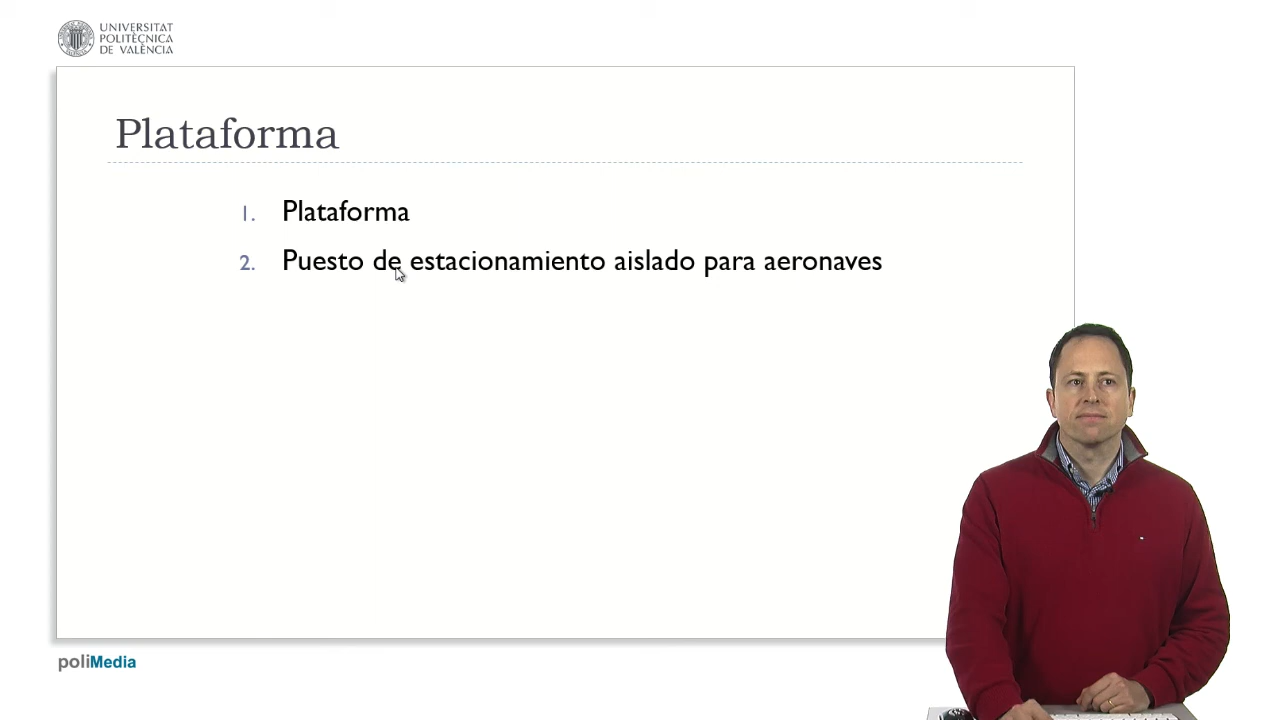 UNIVERSITAT
POLITÈCNICA
DE VALÈNCIA
Plataforma
1. Plataforma
2. Puesto de estacionamiento aislado para aeronaves
poliMedia